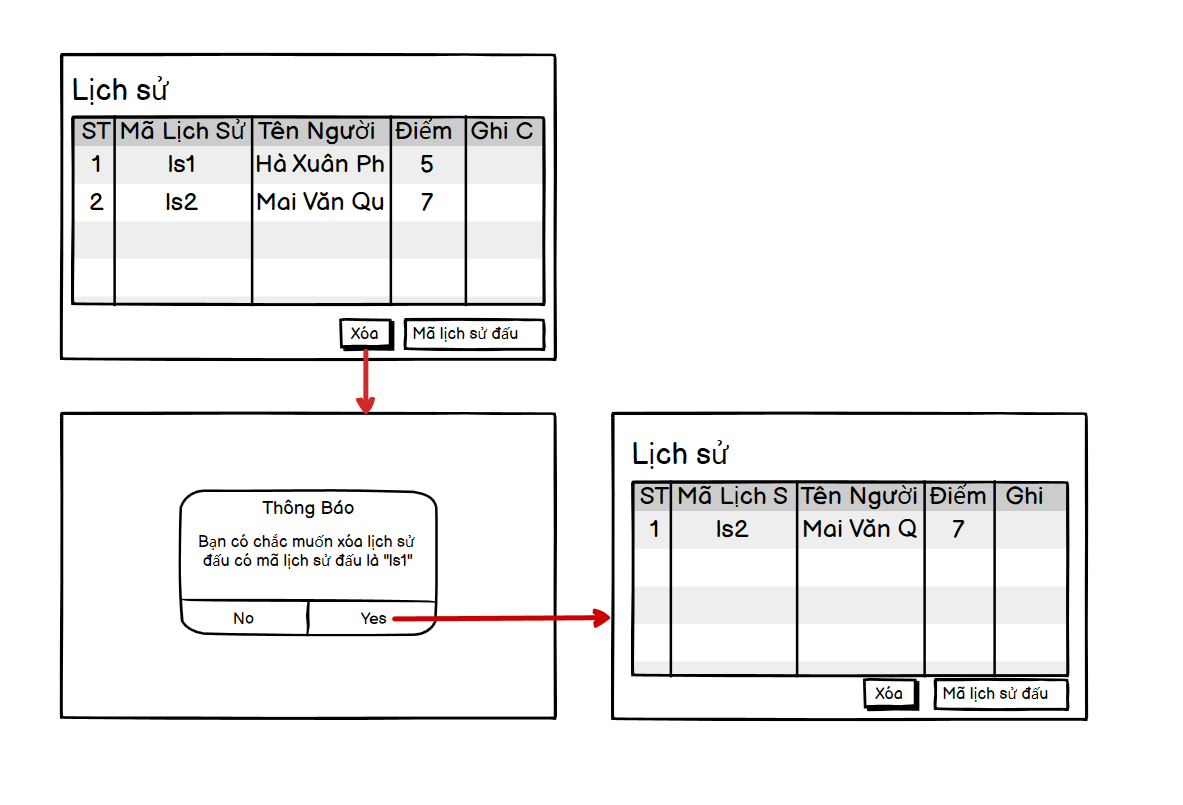 Lịch sử
ST Mã Lịch Sử Tên Người Điểm Ghi C
1 ls1 Hà Xuân Ph 5
2 ls2 Mai Văn Qu 7
Xóa Mã lịch sử đấu
Thông Báo
Bạn có chắc muốn xóa lịch sử
đấu có mã lịch sử đấu là "ls1"
No Yes
Lịch sử
ST Mã Lịch S Tên Người Điểm Ghi
1 ls2 Mai Văn Q 7
Xóa Mã lịch sử đấu